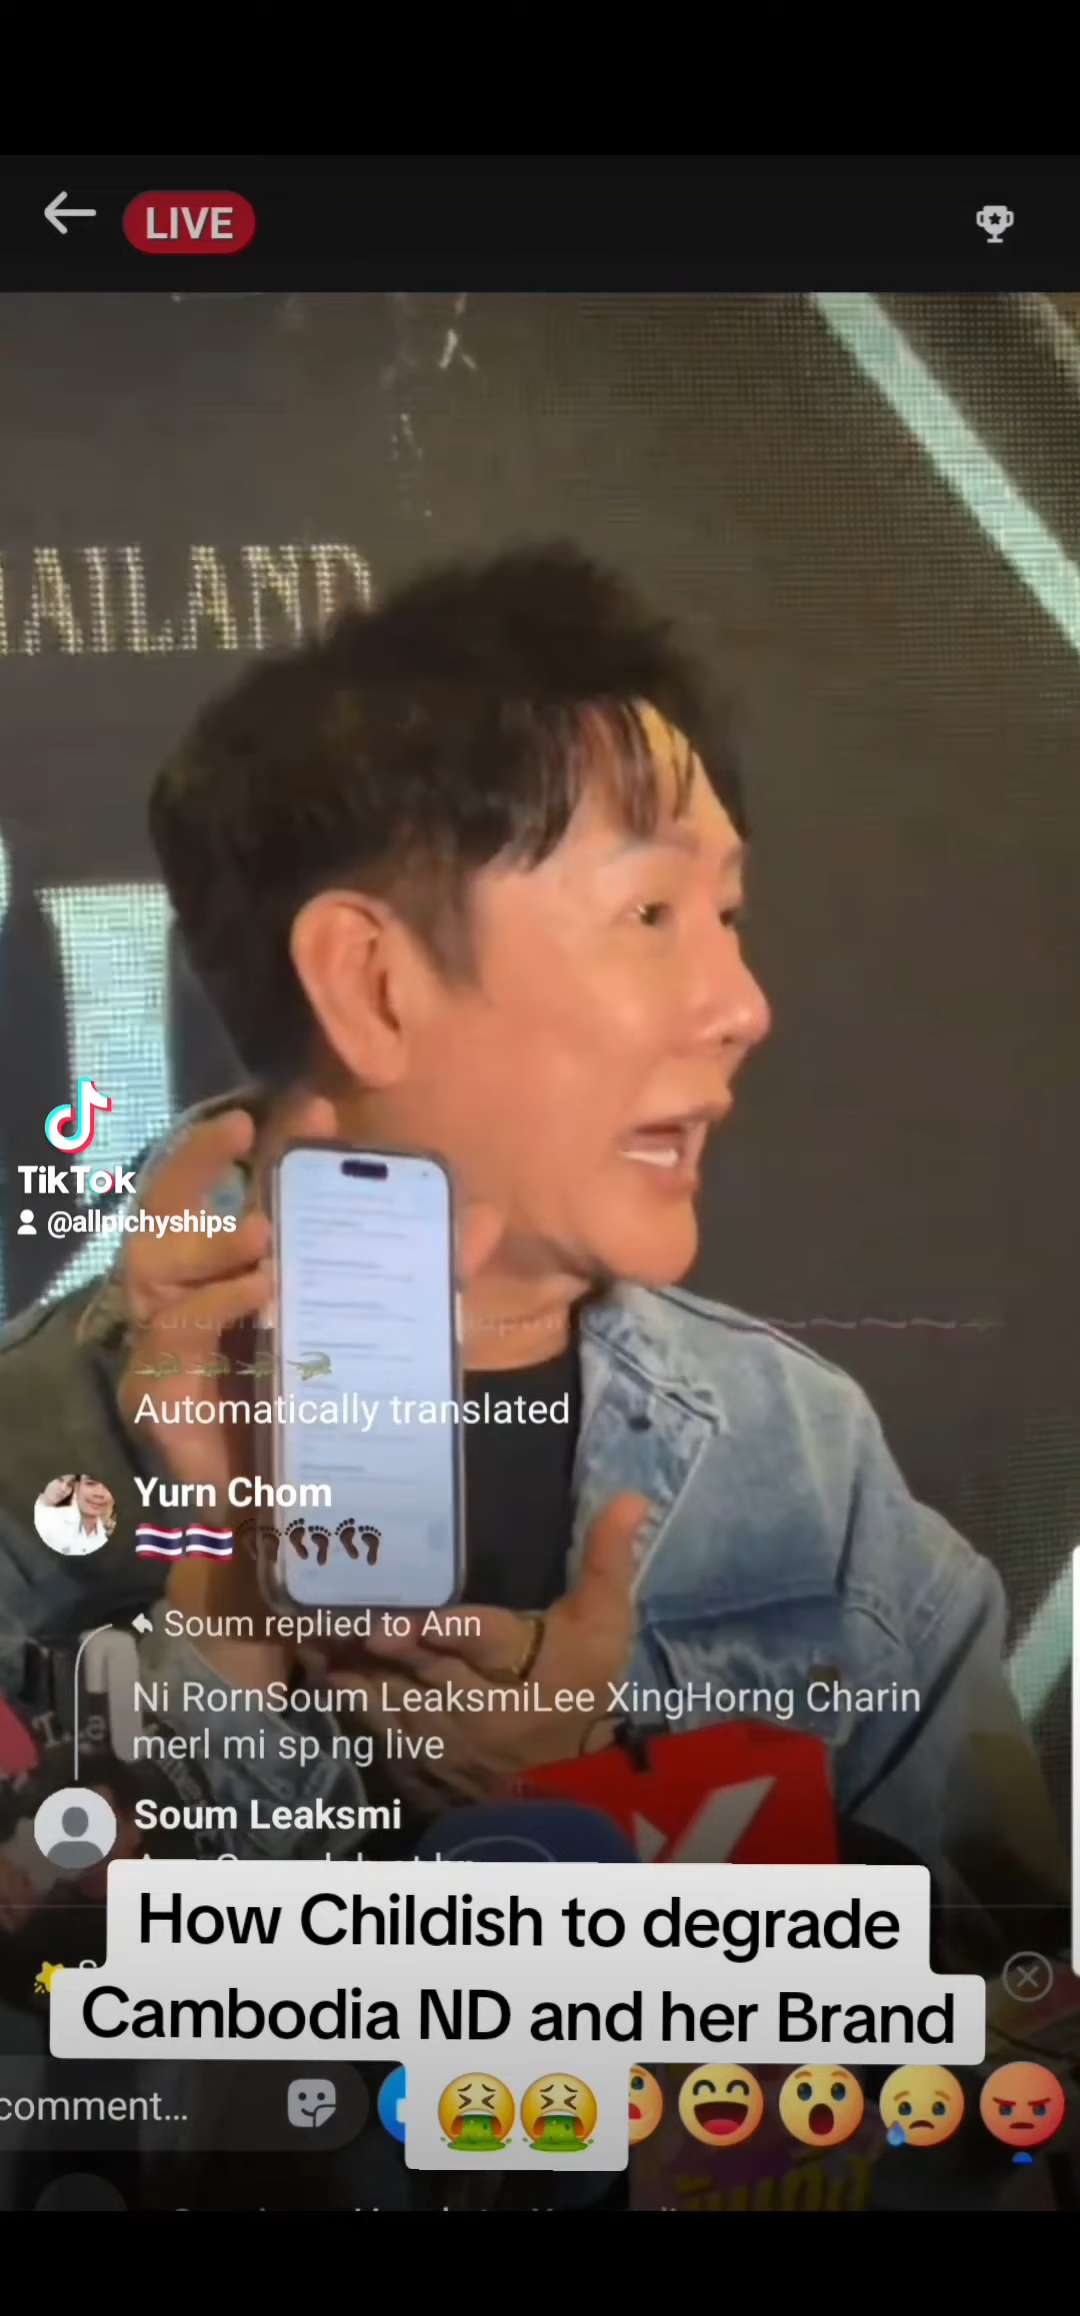 LIVE
HAILAND
TikTok
@allpichyships
Automatically translated
Yurn Chom
Soum replied to Ann
Ni RornSoum LeaksmiLee XingHorng Charin
merl mi sp ng live
Soum Leaksmi
How Childish to degrade
Cambodia ND and her Brand
comment...